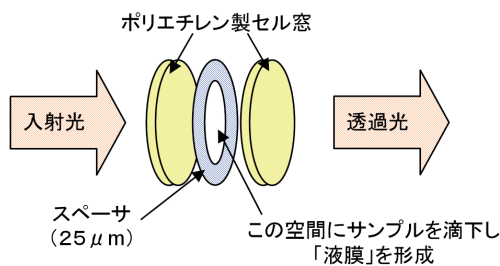 ポリエチレン製セル窓
入射光
透過光
スペーサ
(25μm)
この空間にサンプルを滴下し
「液膜」を形成